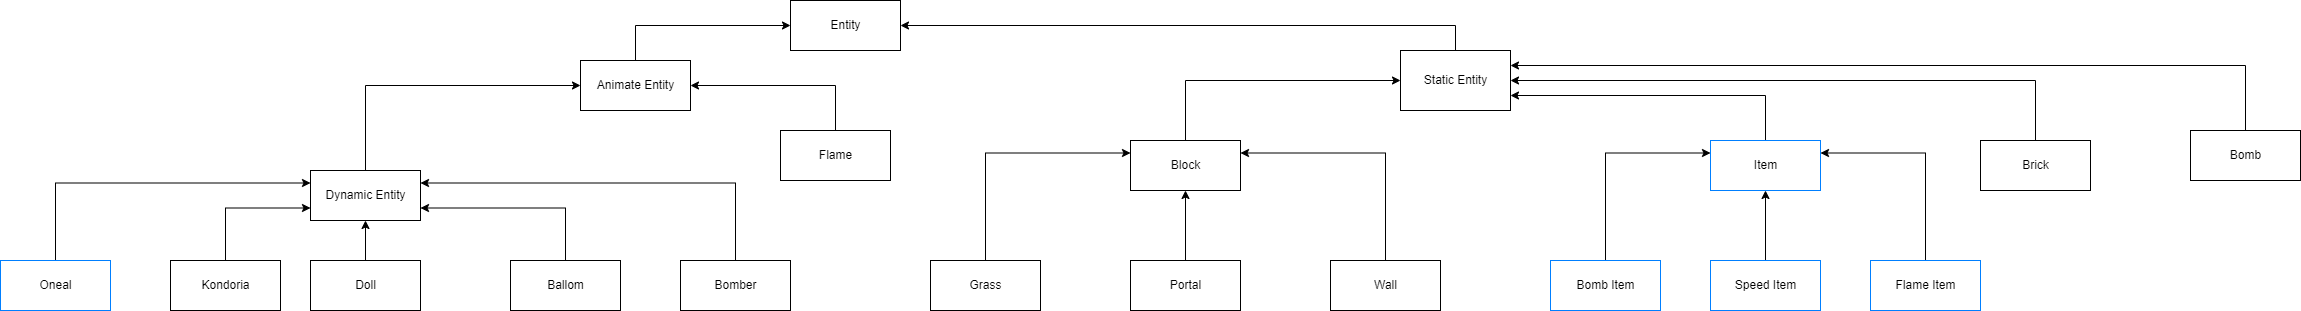 Entity
Animate Entity
Static Entity
Flame
Block
Item
Brick
Bomb
Dynamic Entity
Oneal
Kondoria
Doll
Ballom
Bomber
Grass
Portal
Wall
Bomb Item
Speed Item
Flame Item